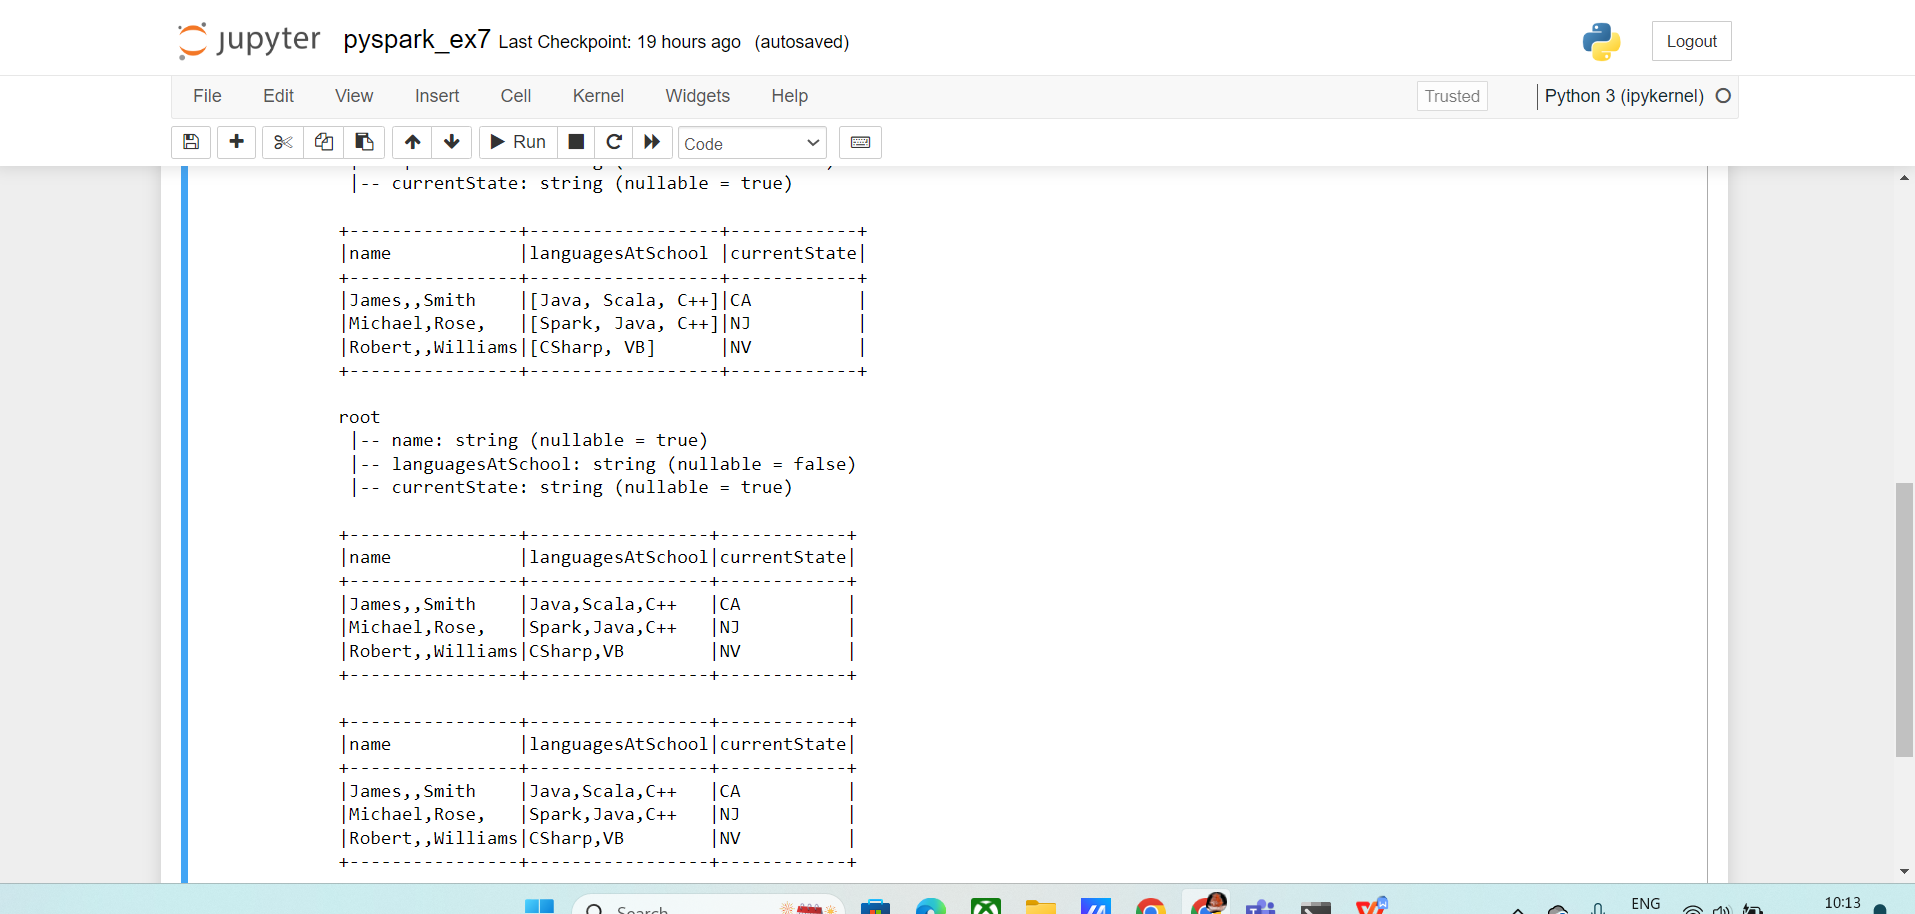 jupyter pyspark_ex7 Last Checkpoint: 19 hours ago (autosaved) Logout
File Edit View Insert Cell Kernel Widgets Help Trusted Python 3 (ipykernel)
Run Code
|-- currentState: string (nullable = true)
+----------------+------------------+------------+
|name            |languagesAtSchool |currentState|
+----------------+------------------+------------+
|James,,Smith    |[Java, Scala, C++]|CA          |
|Michael,Rose,   |[Spark, Java, C++]|NJ          |
|Robert,,Williams|[CSharp, VB]      |NV          |
+----------------+------------------+------------+
root
 |-- name: string (nullable = true)
 |-- languagesAtSchool: string (nullable = false)
 |-- currentState: string (nullable = true)
+----------------+-----------------+------------+
|name            |languagesAtSchool|currentState|
+----------------+-----------------+------------+
|James,,Smith    |Java,Scala,C++   |CA          |
|Michael,Rose,   |Spark,Java,C++   |NJ          |
|Robert,,Williams|CSharp,VB        |NV          |
+----------------+-----------------+------------+
+----------------+-----------------+------------+
|name            |languagesAtSchool|currentState|
+----------------+-----------------+------------+
|James,,Smith    |Java,Scala,C++   |CA          |
|Michael,Rose,   |Spark,Java,C++   |NJ          |
|Robert,,Williams|CSharp,VB        |NV          |
+----------------+-----------------+------------+
Search ENG 10:13